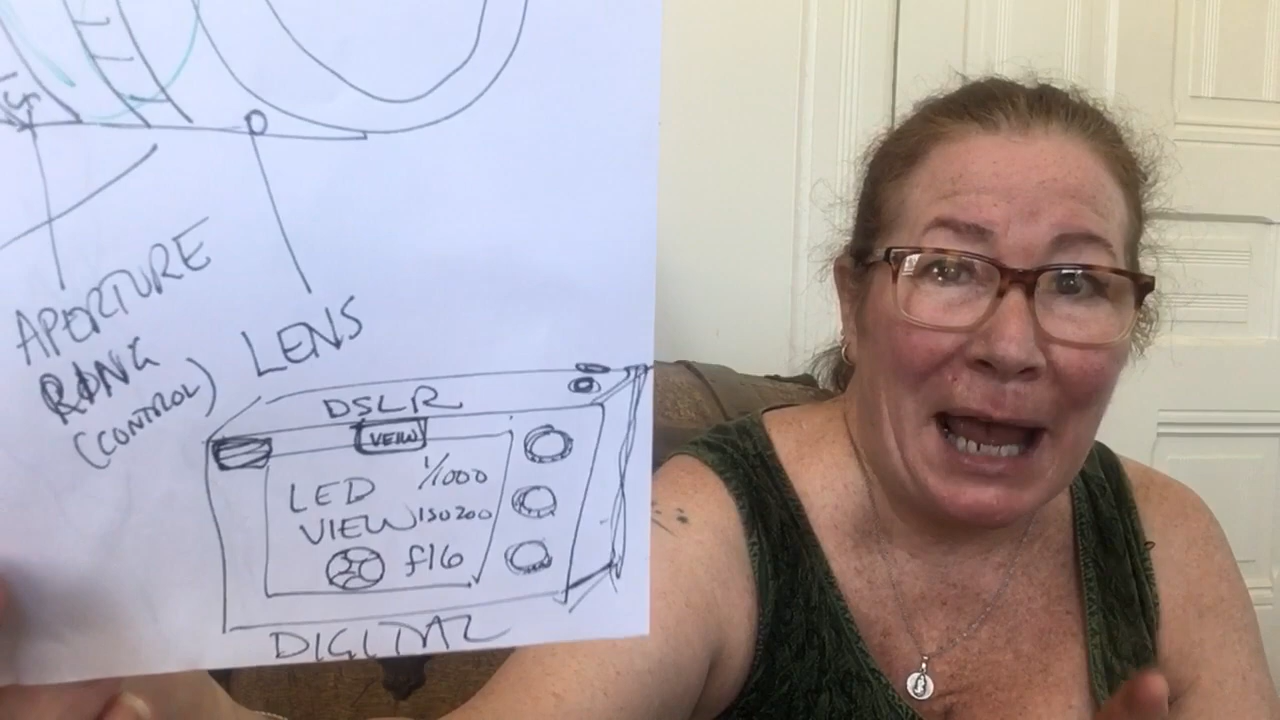 APERTURE
RING
(CONTROL)
LENS
DSLR
VEIW
LED 1/1000
VIEW ISO 200
f16
DIGITAL